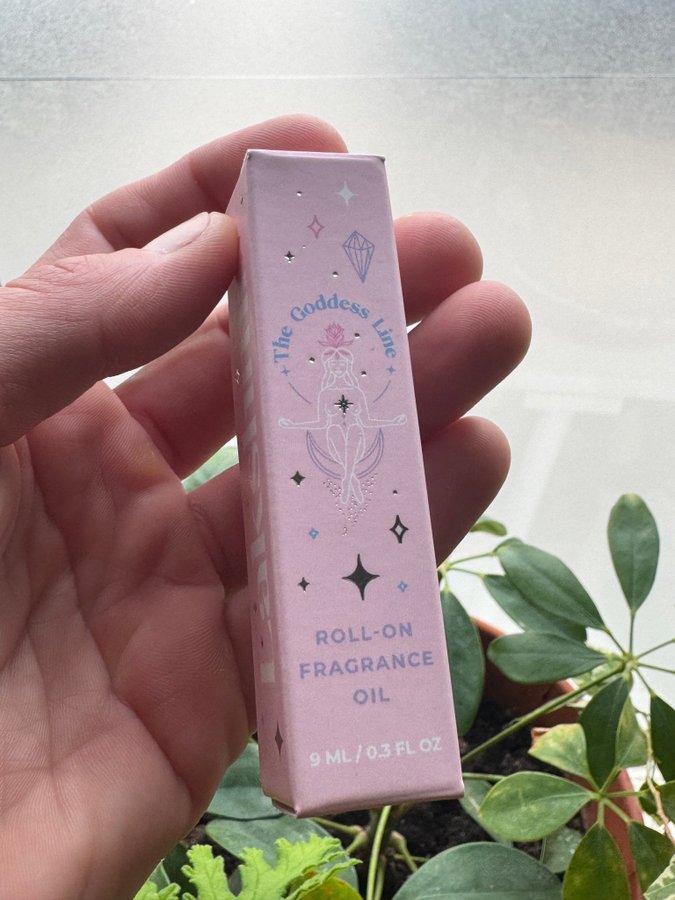 The Goddess Line
ROLL-ON
FRAGRANCE
OIL
9 ML / 0.3 FL OZ